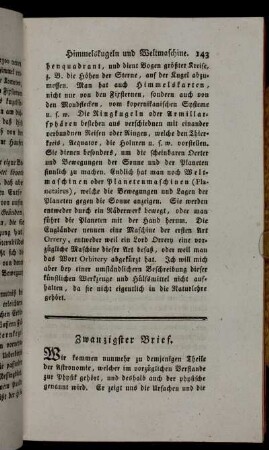 Himmelskugeln und Weltmaschine. 143
henquadrant, und dient Bogen größter Kreise,
z. B. die Höhen der Sterne, auf der Kugel abzu-
messen. Man hat auch Himmelskarten,
nicht nur von den Fixsternen, sondern auch von
den Mondflecken, vom kopernikanischen Systeme
u. s. w. Die Ringkugeln oder Armillar-
sphären bestehen aus verschiednen mit einander
verbundnen Reifen oder Ringen, welche den Thier-
kreis, Aequator, die Kolneen u. s. w. vorstellen.
Sie dienen besonders, um die scheinbaren Oerter
und Bewegungen der Sonne und der Planeten
sinnlich zu machen. Endlich hat man noch Welt-
maschinen oder Planetenmaschinen (Pla-
netairen), welche die Bewegungen und Lagen der
Planeten gegen die Sonne anzeigen. Sie werden
entweder durch ein Räderwerk bewegt, oder man
führt die Planeten mit der Hand herum. Die
Engländer nennen eine Maschine der ersten Art
Orrery, entweder weil ein Lord Orrery eine vor-
zügliche Maschine dieser Art besaß, oder weil man
das Wort Orbitery abgekürzt hat. Ich will mich
aber bey einer umständlichern Beschreibung dieser
künstlichen Werkzeuge und Hülfsmittel nicht auf-
halten, da sie nicht eigentlich in die Naturlehre
gehört.
Zwanzigster Brief.
Wir kommen nunmehr zu demjenigen Theile
der Astronomie, welcher im vorzüglichen Verstande
zur Physik gehört, und deshalb auch der physische
genannt wird. Er zeigt uns die Ursachen und die